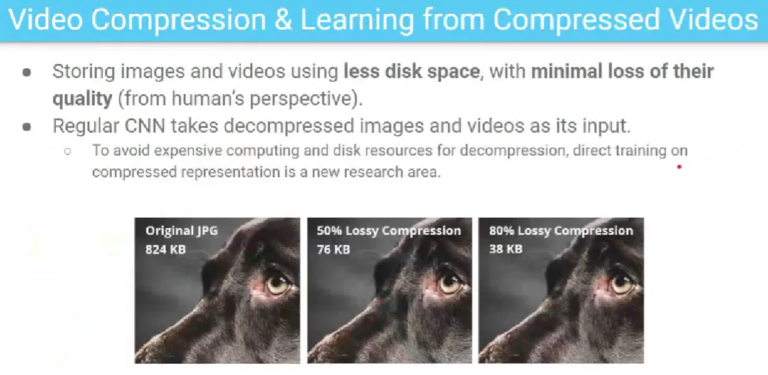 Video Compression & Learning from Compressed Videos
● Storing images and videos using less disk space, with minimal loss of their
quality (from human's perspective).
● Regular CNN takes decompressed images and videos as its input.
○ To avoid expensive computing and disk resources for decompression, direct training on
compressed representation is a new research area.
Original JPG
824 KB
50% Lossy Compression
76 KB
80% Lossy Compression
38 KB